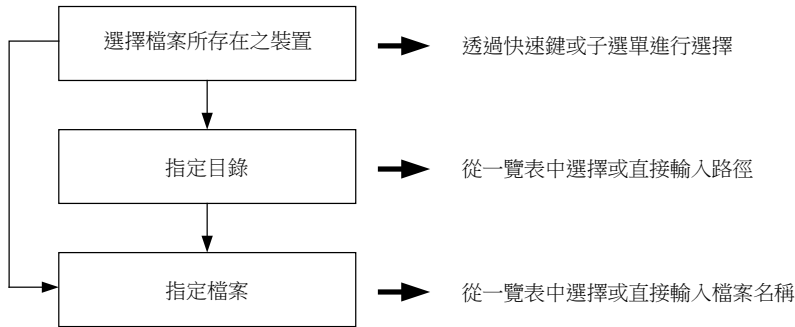 選擇檔案所存在之裝置
透過快速鍵或子選單進行選擇
指定目錄
從一覽表中選擇或直接輸入路徑
指定檔案
從一覽表中選擇或直接輸入檔案名稱